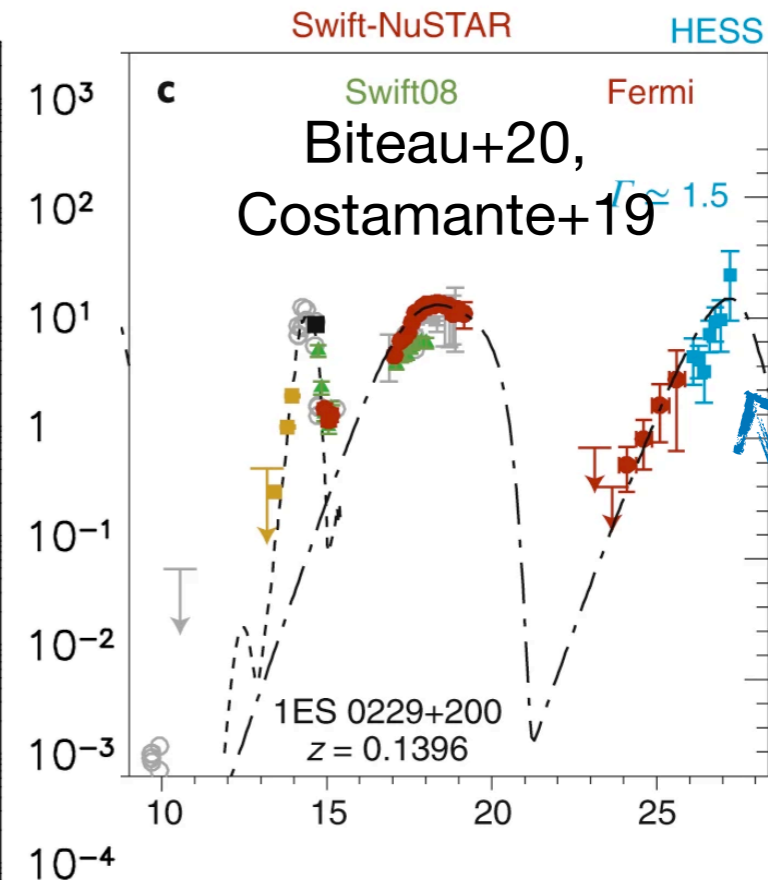 Swift-NuSTAR
HESS
c
Swift08
Fermi
Biteau+20,
Costamante+19
Γ ≃ 1.5
10³
10²
10¹
1
10⁻¹
10⁻²
10⁻³
10⁻⁴
1ES 0229+200
z = 0.1396
10 15 20 25